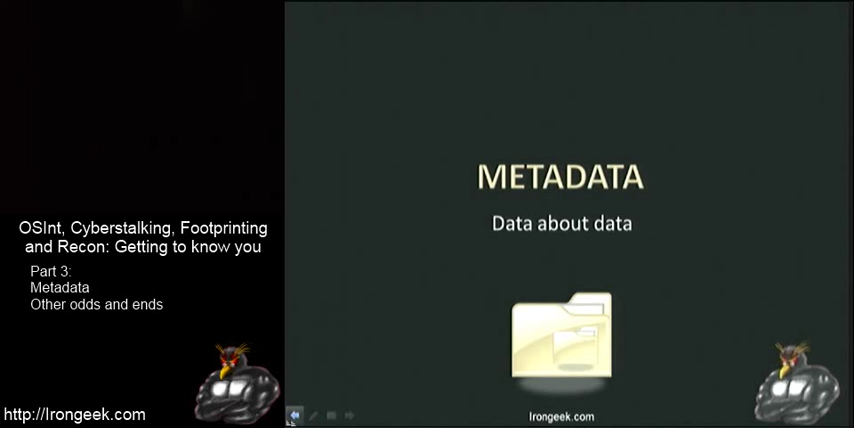 OSInt, Cyberstalking, Footprinting
and Recon: Getting to know you
Part 3:
Metadata
Other odds and ends
http://Irongeek.com
METADATA
Data about data
Irongeek.com